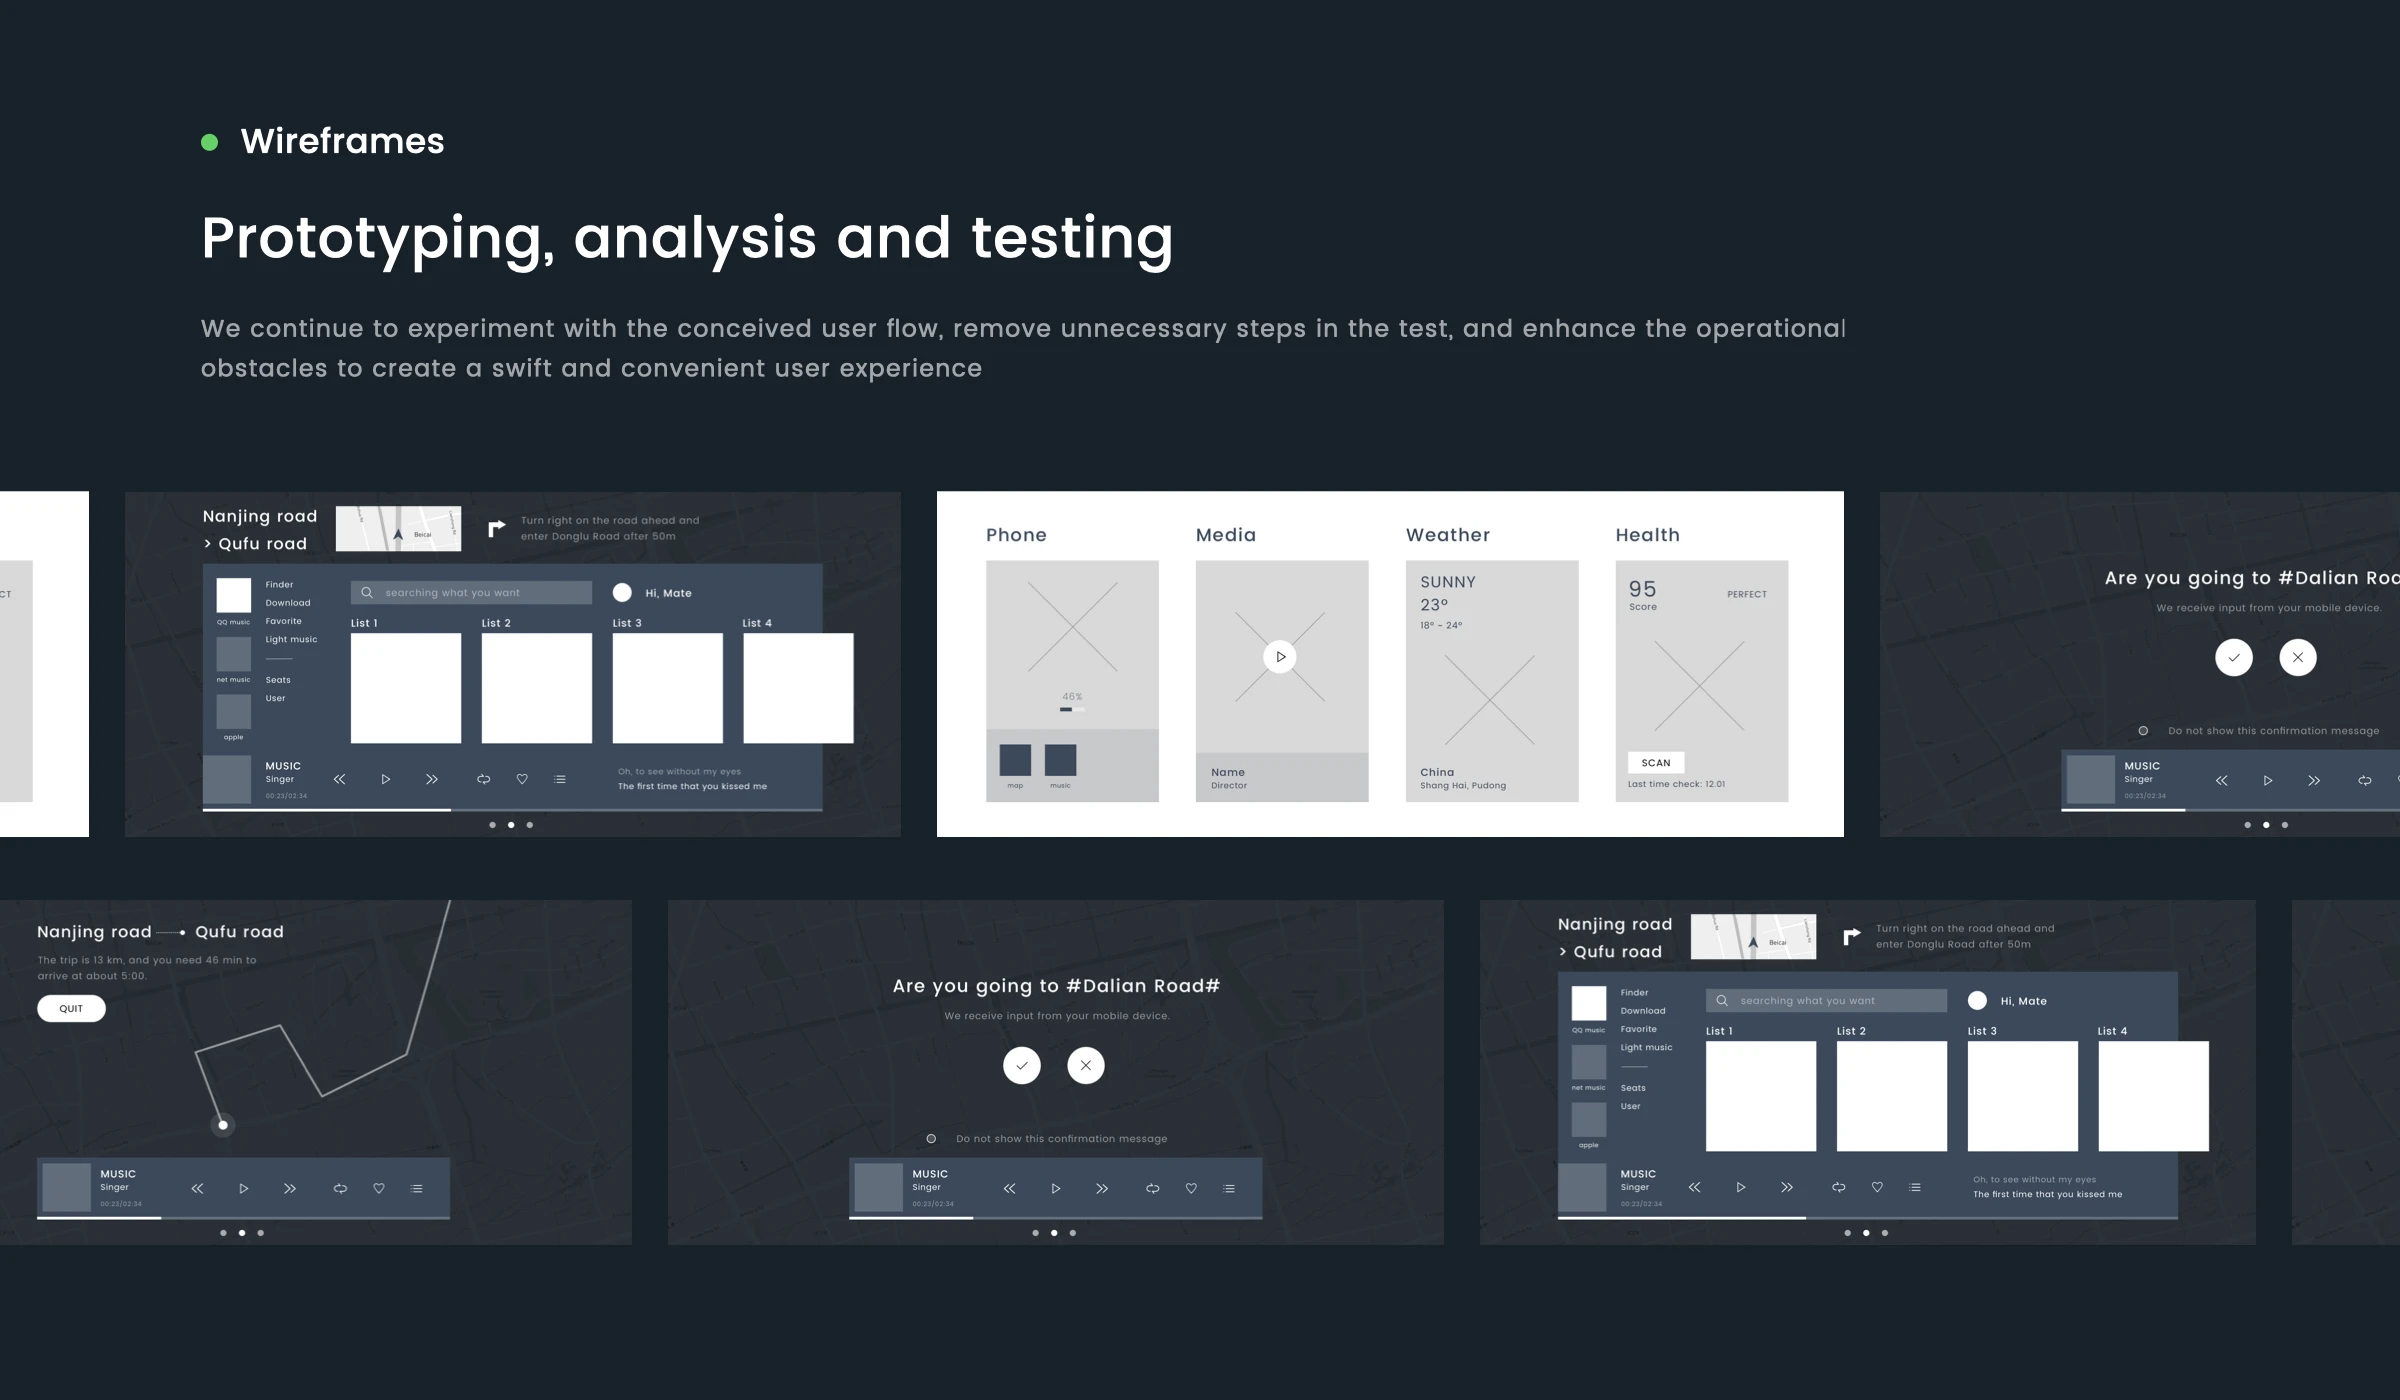 Wireframes
Prototyping, analysis and testing
We continue to experiment with the conceived user flow, remove unnecessary steps in the test, and enhance the operational
obstacles to create a swift and convenient user experience
CT
Nanjing road
> Qufu road
Beicai
Turn right on the road ahead and
enter Donglu Road after 50m
QQ music
net music
apple
Finder
Download
Favorite
Light music
Seats
User
searching what you want
Hi, Mate
List 1
List 2
List 3
List 4
MUSIC
Singer
00:23/02:34
Oh, to see without my eyes
The first time that you kissed me
Phone
46%
map
music
Media
Name
Director
Weather
SUNNY
23°
18° ~ 24°
China
Shang Hai, Pudong
Health
95
Score
PERFECT
SCAN
Last time check: 12.01
Are you going to #Dalian Roa
We receive input from your mobile device.
Do not show this confirmation message
MUSIC
Singer
00:23/02:34
Nanjing road Qufu road
The trip is 13 km, and you need 46 min to
arrive at about 5:00.
QUIT
MUSIC
Singer
00:23/02:34
Are you going to #Dalian Road#
We receive input from your mobile device.
Do not show this confirmation message
MUSIC
Singer
00:23/02:34
Nanjing road
> Qufu road
Beicai
Turn right on the road ahead and
enter Donglu Road after 50m
QQ music
net music
apple
Finder
Download
Favorite
Light music
Seats
User
searching what you want
Hi, Mate
List 1
List 2
List 3
List 4
MUSIC
Singer
00:23/02:34
Oh, to see without my eyes
The first time that you kissed me